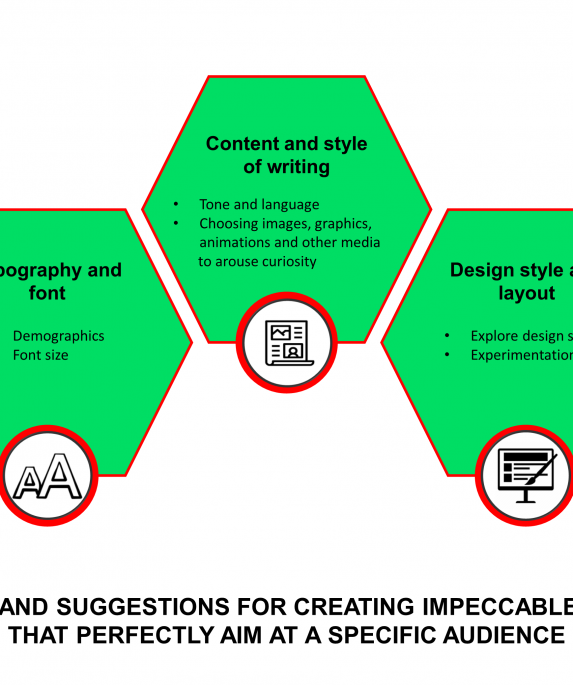 Content and style
of writing
• Tone and language
• Choosing images, graphics,
animations and other media
to arouse curiosity
pography and
font
Demographics
Font size
Design style a
layout
• Explore design s
• Experimentation
AA
AND SUGGESTIONS FOR CREATING IMPECCABLE
THAT PERFECTLY AIM AT A SPECIFIC AUDIENCE